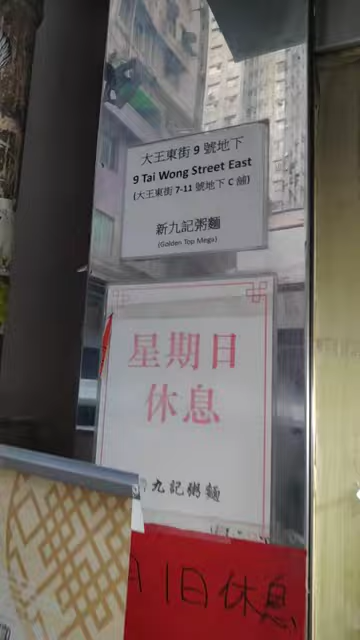 大王東街 9 號地下
9 Tai Wong Street East
(大王東街 7-11 號地下 C 舖)
新九記粥麵
(Golden Top Mega)
星期日
休息
九記粥麵
月1日休息